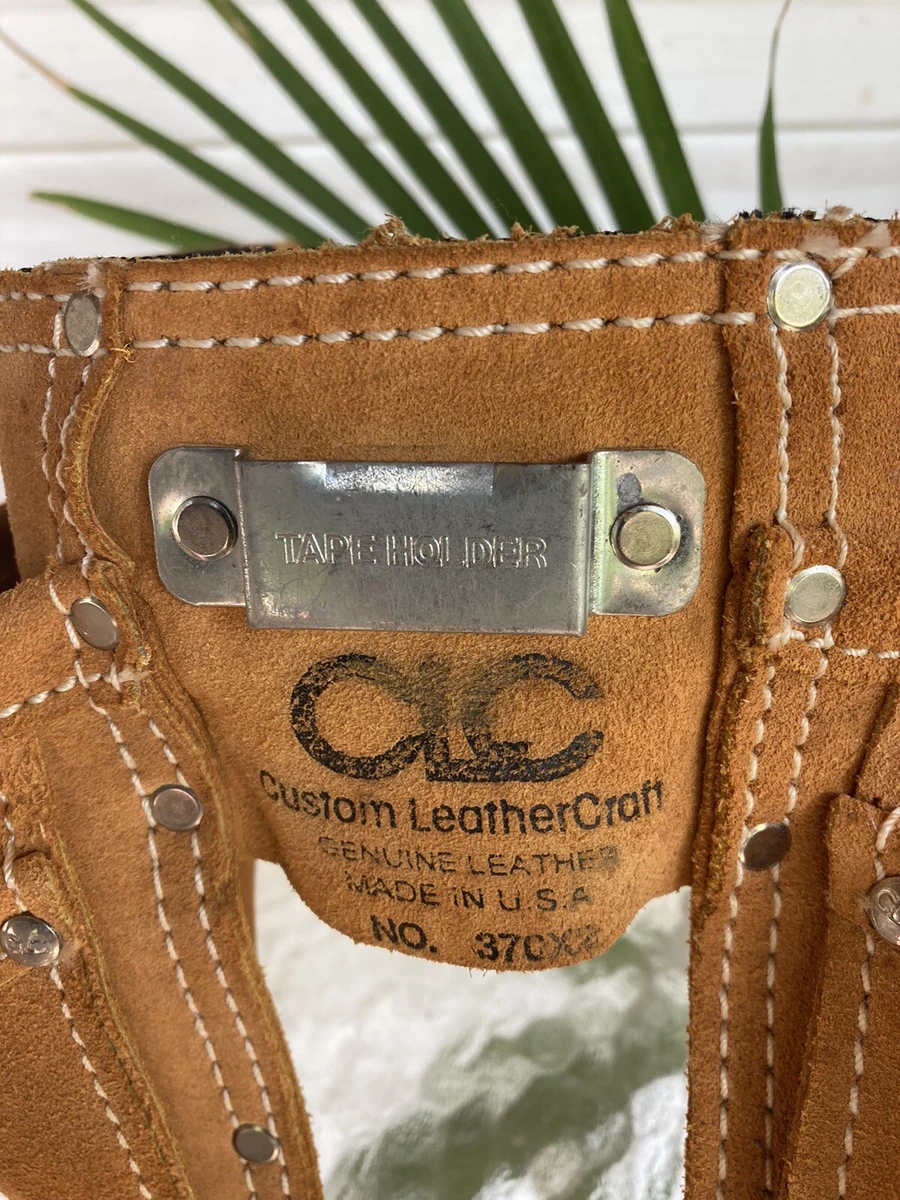 TAPE HOLDER
CLC
Custom LeatherCraft
GENUINE LEATHER
MADE iN U.S.A
NO. 370X2